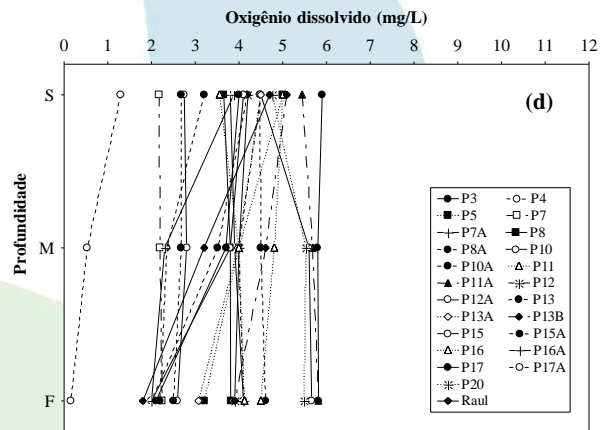 Oxigênio dissolvido (mg/L)
0 1 2 3 4 5 6 7 8 9 10 11 12
S
(d)
Profundidade
M
F
P3 P4
P5 P7
P7A P8
P8A P10
P10A P11
P11A P12
P12A P13
P13A P13B
P15 P15A
P16 P16A
P17 P17A
P20
Raul